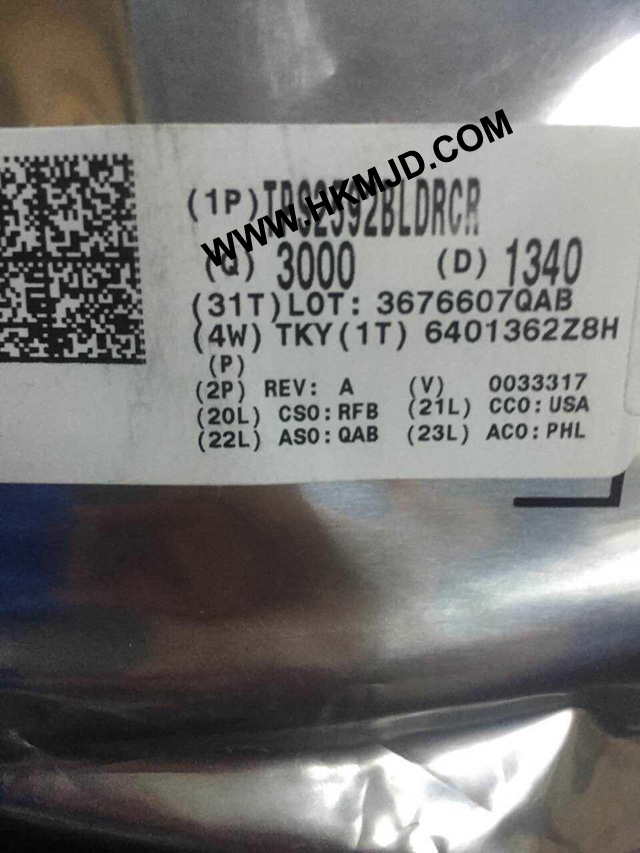 WWW.HKMJD.COM
(1P)TPS2592BLDRCR
(Q) 3000 (D) 1340
(31T)LOT: 3676607QAB
(4W) TKY(1T) 6401362Z8H
(P)
(2P) REV: A (V) 0033317
(20L) CSO:RFB (21L) CCO:USA
(22L) ASO:QAB (23L) ACO:PHL